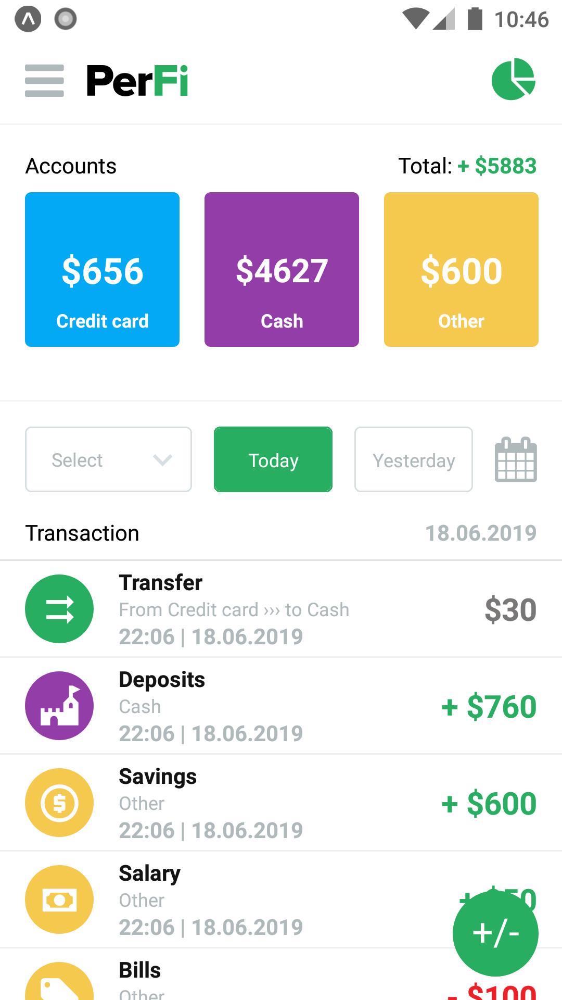 10:46
PerFi
Accounts
Total: + $5883
$656
Credit card
$4627
Cash
$600
Other
Select
Today
Yesterday
Transaction
18.06.2019
Transfer
From Credit card ››› to Cash
22:06 | 18.06.2019
$30
Deposits
Cash
22:06 | 18.06.2019
+ $760
Savings
Other
22:06 | 18.06.2019
+ $600
Salary
Other
22:06 | 18.06.2019
+ $50
+/-
Bills
Other
- $100